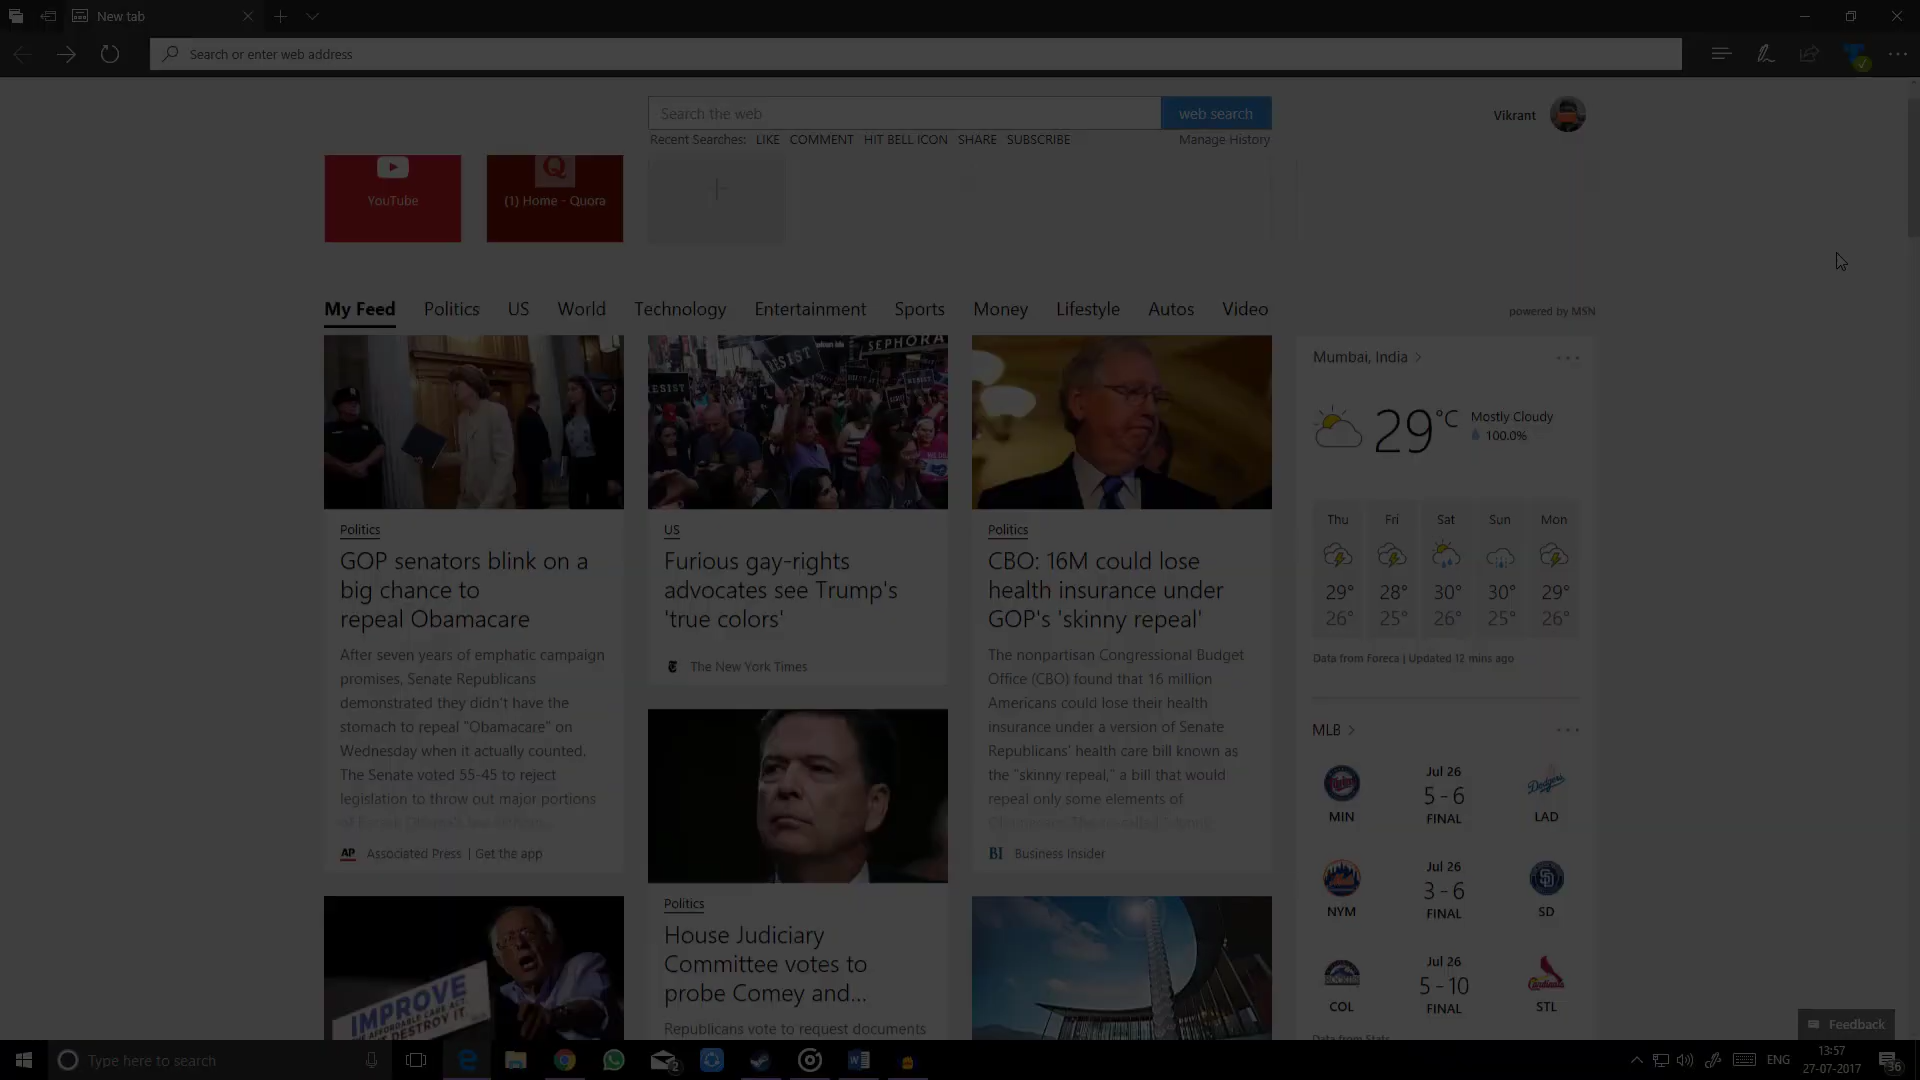 New tab
Search or enter web address
Search the web
web search
Vikrant
Recent Searches: LIKE COMMENT HIT BELL ICON SHARE SUBSCRIBE
Manage History
YouTube
(1) Home - Quora
My Feed Politics US World Technology Entertainment Sports Money Lifestyle Autos Video
powered by MSN
RESIST
SEPHORA
RESIST
Politics
GOP senators blink on a
big chance to
repeal Obamacare
After seven years of emphatic campaign
promises, Senate Republicans
demonstrated they didn't have the
stomach to repeal "Obamacare" on
Wednesday when it actually counted.
The Senate voted 55-45 to reject
legislation to throw out major portions
AP Associated Press | Get the app
US
Furious gay-rights
advocates see Trump's
'true colors'
The New York Times
Politics
House Judiciary
Committee votes to
probe Comey and...
Republicans vote to request documents
Politics
CBO: 16M could lose
health insurance under
GOP's 'skinny repeal'
The nonpartisan Congressional Budget
Office (CBO) found that 16 million
Americans could lose their health
insurance under a version of Senate
Republicans' health care bill known as
the "skinny repeal," a bill that would
repeal only some elements of
BI Business Insider
IMPROVE
AFFORDABLE CARE ACT
DESTROY IT
Mumbai, India
29°C
Mostly Cloudy
100.0%
Thu Fri Sat Sun Mon
29° 28° 30° 30° 29°
26° 25° 26° 25° 26°
Data from Foreca | Updated 12 mins ago
MLB
Jul 26
5 - 6
MIN FINAL LAD
Jul 26
3 - 6
NYM FINAL SD
Jul 26
5 - 10
COL FINAL STL
Feedback
Type here to search
2
ENG
13:57
27-07-2017
36